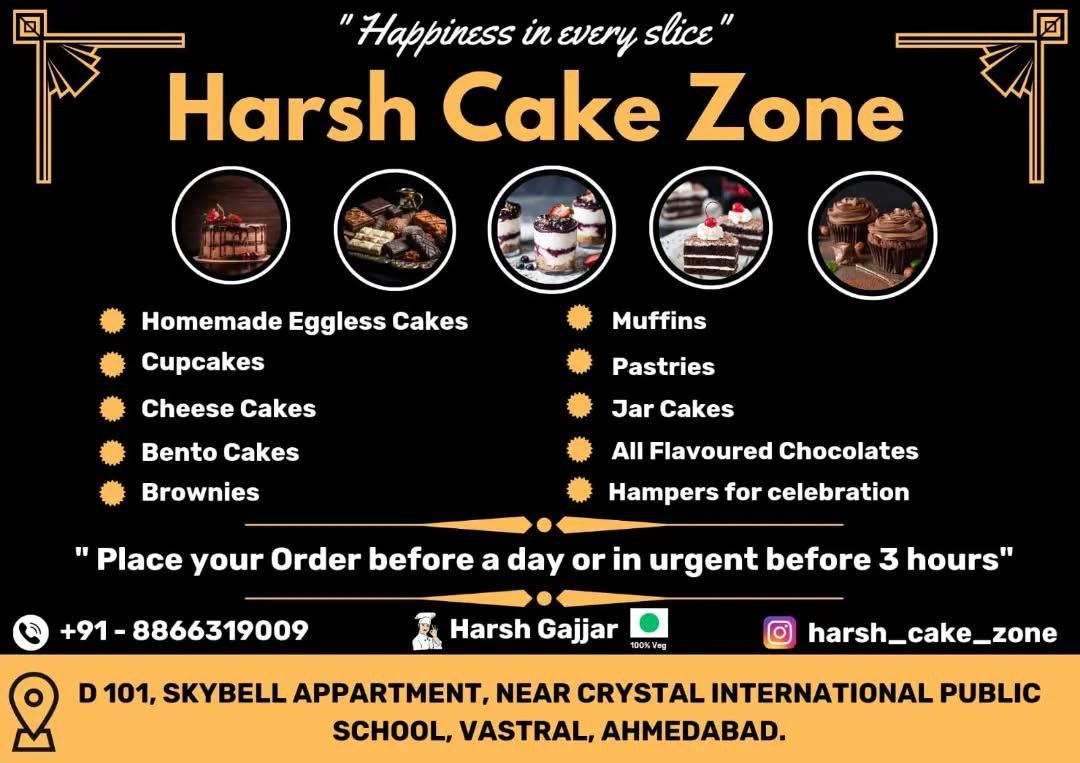 " Happiness in every slice"
Harsh Cake Zone
Homemade Eggless Cakes
Cupcakes
Cheese Cakes
Bento Cakes
Brownies
Muffins
Pastries
Jar Cakes
All Flavoured Chocolates
Hampers for celebration
" Place your Order before a day or in urgent before 3 hours"
+91 - 8866319009
Harsh Gajjar
100% Veg
harsh_cake_zone
D 101, SKYBELL APPARTMENT, NEAR CRYSTAL INTERNATIONAL PUBLIC
SCHOOL, VASTRAL, AHMEDABAD.